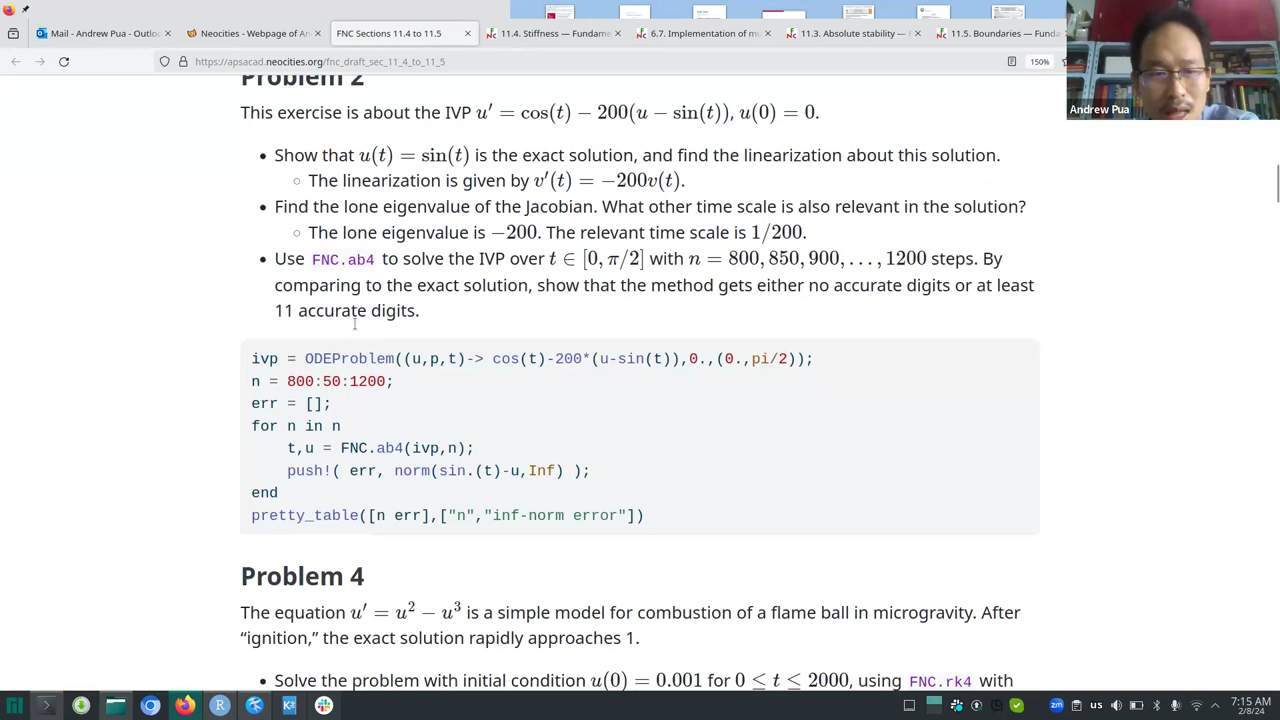 Mail - Andrew Pua - Outloo
Neocities - Webpage of An
FNC Sections 11.4 to 11.5
11.4. Stiffness — Fundame
6.7. Implementation of mu
11.3. Absolute stability — F
11.5. Boundaries — Funda
https://apsacad.neocities.org/fnc_draft_sec_11_4_to_11_5
150%
Andrew Pua
Problem 2
This exercise is about the IVP u′ = cos(t) − 200(u − sin(t)), u(0) = 0.
• Show that u(t) = sin(t) is the exact solution, and find the linearization about this solution.
◦ The linearization is given by v′(t) = −200v(t).
• Find the lone eigenvalue of the Jacobian. What other time scale is also relevant in the solution?
◦ The lone eigenvalue is −200. The relevant time scale is 1/200.
• Use FNC.ab4 to solve the IVP over t ∈ [0, π/2] with n = 800, 850, 900, …, 1200 steps. By
comparing to the exact solution, show that the method gets either no accurate digits or at least
11 accurate digits.
ivp = ODEProblem((u,p,t)-> cos(t)-200*(u-sin(t)),0.,(0.,pi/2));
n = 800:50:1200;
err = [];
for n in n
t,u = FNC.ab4(ivp,n);
push!( err, norm(sin.(t)-u,Inf) );
end
pretty_table([n err],["n","inf-norm error"])
Problem 4
The equation u′ = u² − u³ is a simple model for combustion of a flame ball in microgravity. After
“ignition,” the exact solution rapidly approaches 1.
• Solve the problem with initial condition u(0) = 0.001 for 0 ≤ t ≤ 2000, using FNC.rk4 with
us
7:15 AM
2/8/24